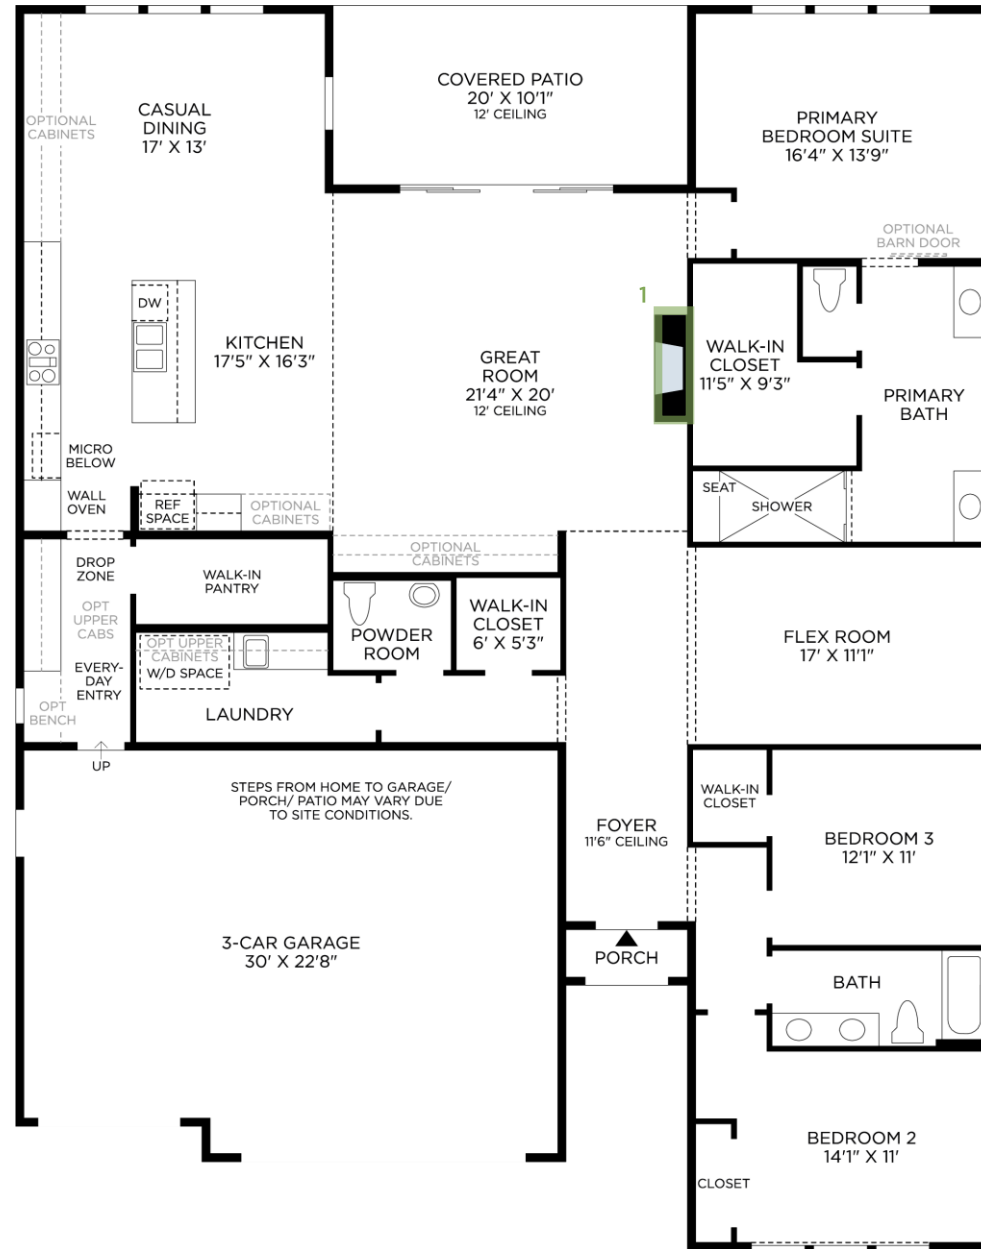 COVERED PATIO
20' X 10'1"
12' CEILING
CASUAL
DINING
17' X 13'
OPTIONAL
CABINETS
PRIMARY
BEDROOM SUITE
16'4" X 13'9"
OPTIONAL
BARN DOOR
DW
1
KITCHEN
17'5" X 16'3"
GREAT
ROOM
21'4" X 20'
12' CEILING
WALK-IN
CLOSET
11'5" X 9'3"
PRIMARY
BATH
MICRO
BELOW
WALL
OVEN
REF
SPACE
OPTIONAL
CABINETS
SEAT
SHOWER
OPTIONAL
CABINETS
DROP
ZONE
WALK-IN
PANTRY
OPT
UPPER
CABS
POWDER
ROOM
WALK-IN
CLOSET
6' X 5'3"
FLEX ROOM
17' X 11'1"
OPT UPPER
CABINETS
W/D SPACE
EVERY-
DAY
ENTRY
OPT
BENCH
LAUNDRY
UP
STEPS FROM HOME TO GARAGE/
PORCH/ PATIO MAY VARY DUE
TO SITE CONDITIONS.
WALK-IN
CLOSET
FOYER
11'6" CEILING
BEDROOM 3
12'1" X 11'
3-CAR GARAGE
30' X 22'8"
PORCH
BATH
BEDROOM 2
14'1" X 11'
CLOSET